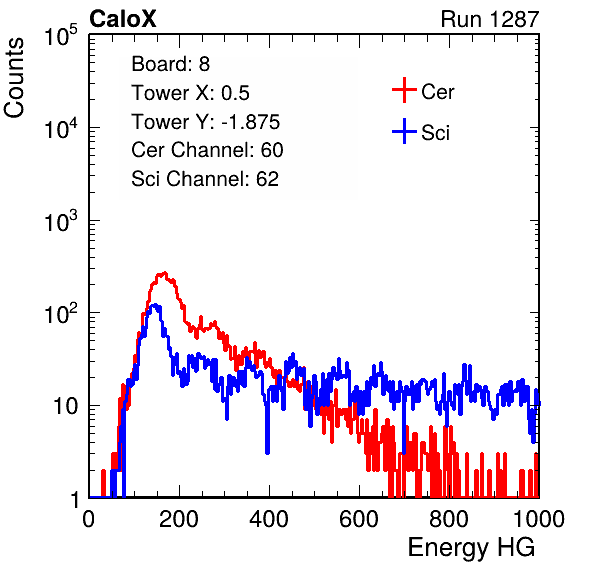 CaloX Run 1287
Counts
10^5
Board: 8
Tower X: 0.5
Tower Y: -1.875
Cer Channel: 60
Sci Channel: 62
Cer
Sci
10^4
10^3
10^2
10
1
0 200 400 600 800 1000
Energy HG